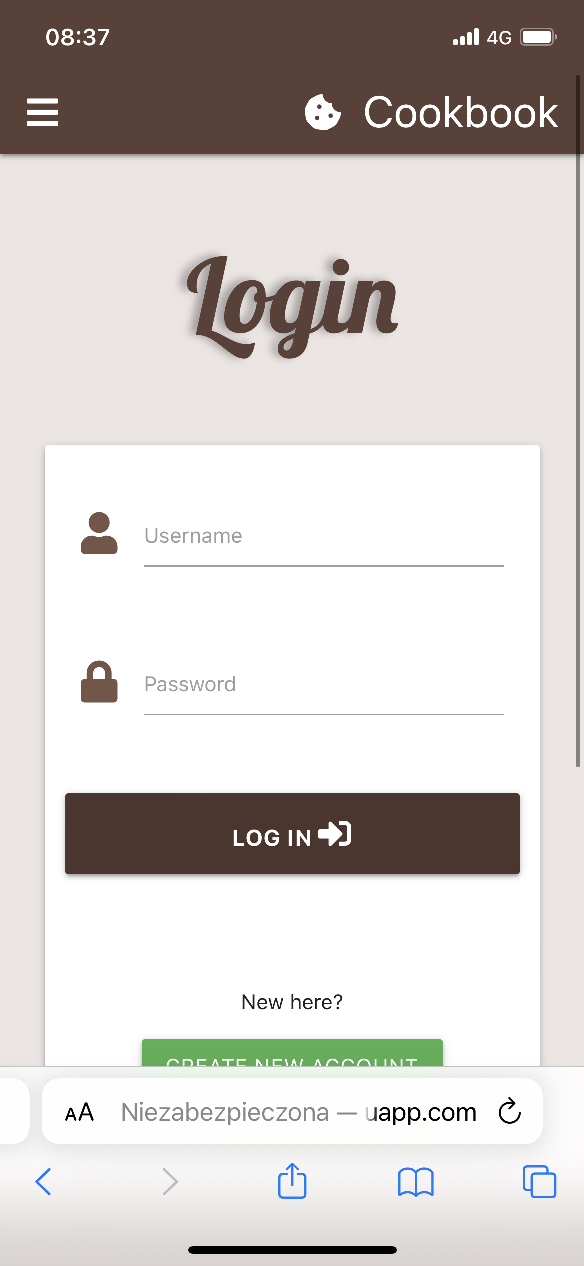 08:37 4G
Cookbook
Login
Username
Password
LOG IN
New here?
CREATE NEW ACCOUNT
AA Niezabezpieczona — uapp.com